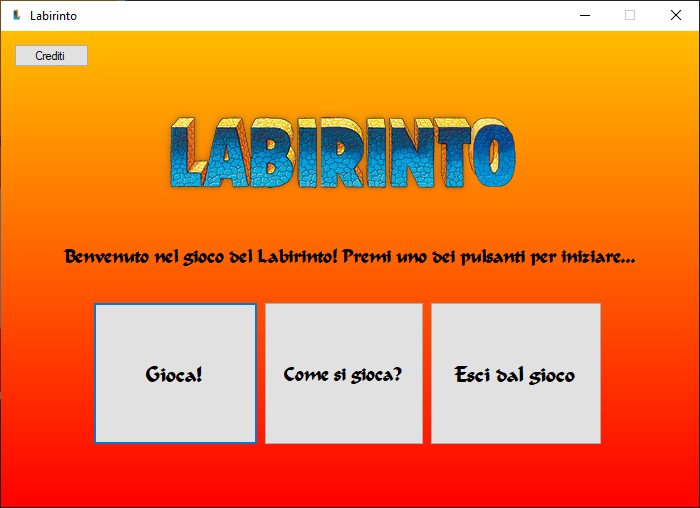 Labirinto
Crediti
LABIRINTO
Benvenuto nel gioco del Labirinto! Premi uno dei pulsanti per iniziare...
Gioca!
Come si gioca?
Esci dal gioco